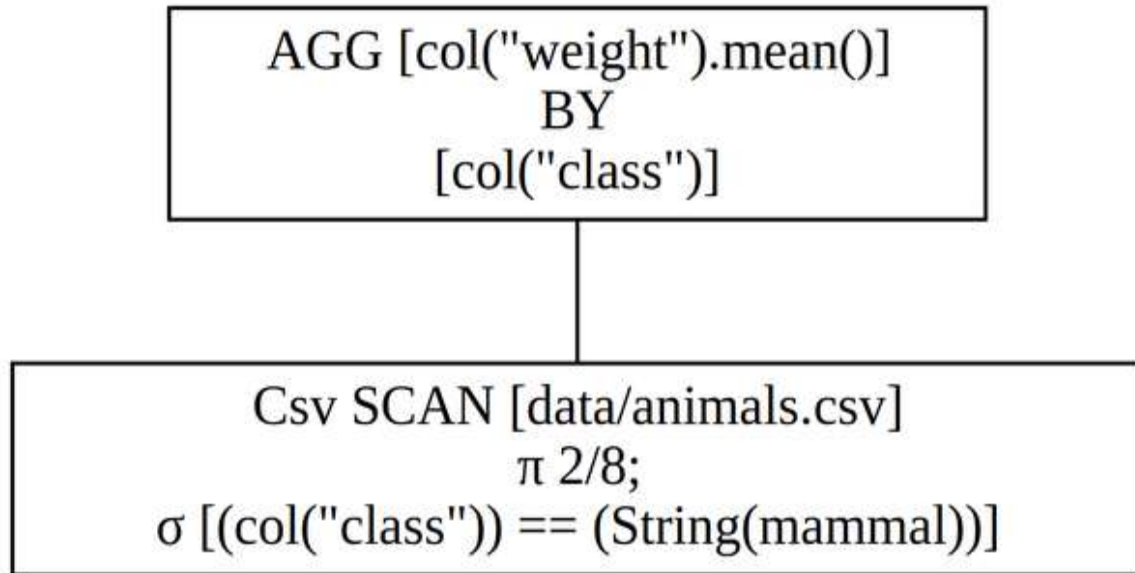 AGG [col("weight").mean()]
BY
[col("class")]
Csv SCAN [data/animals.csv]
π 2/8;
σ [(col("class")) == (String(mammal))]